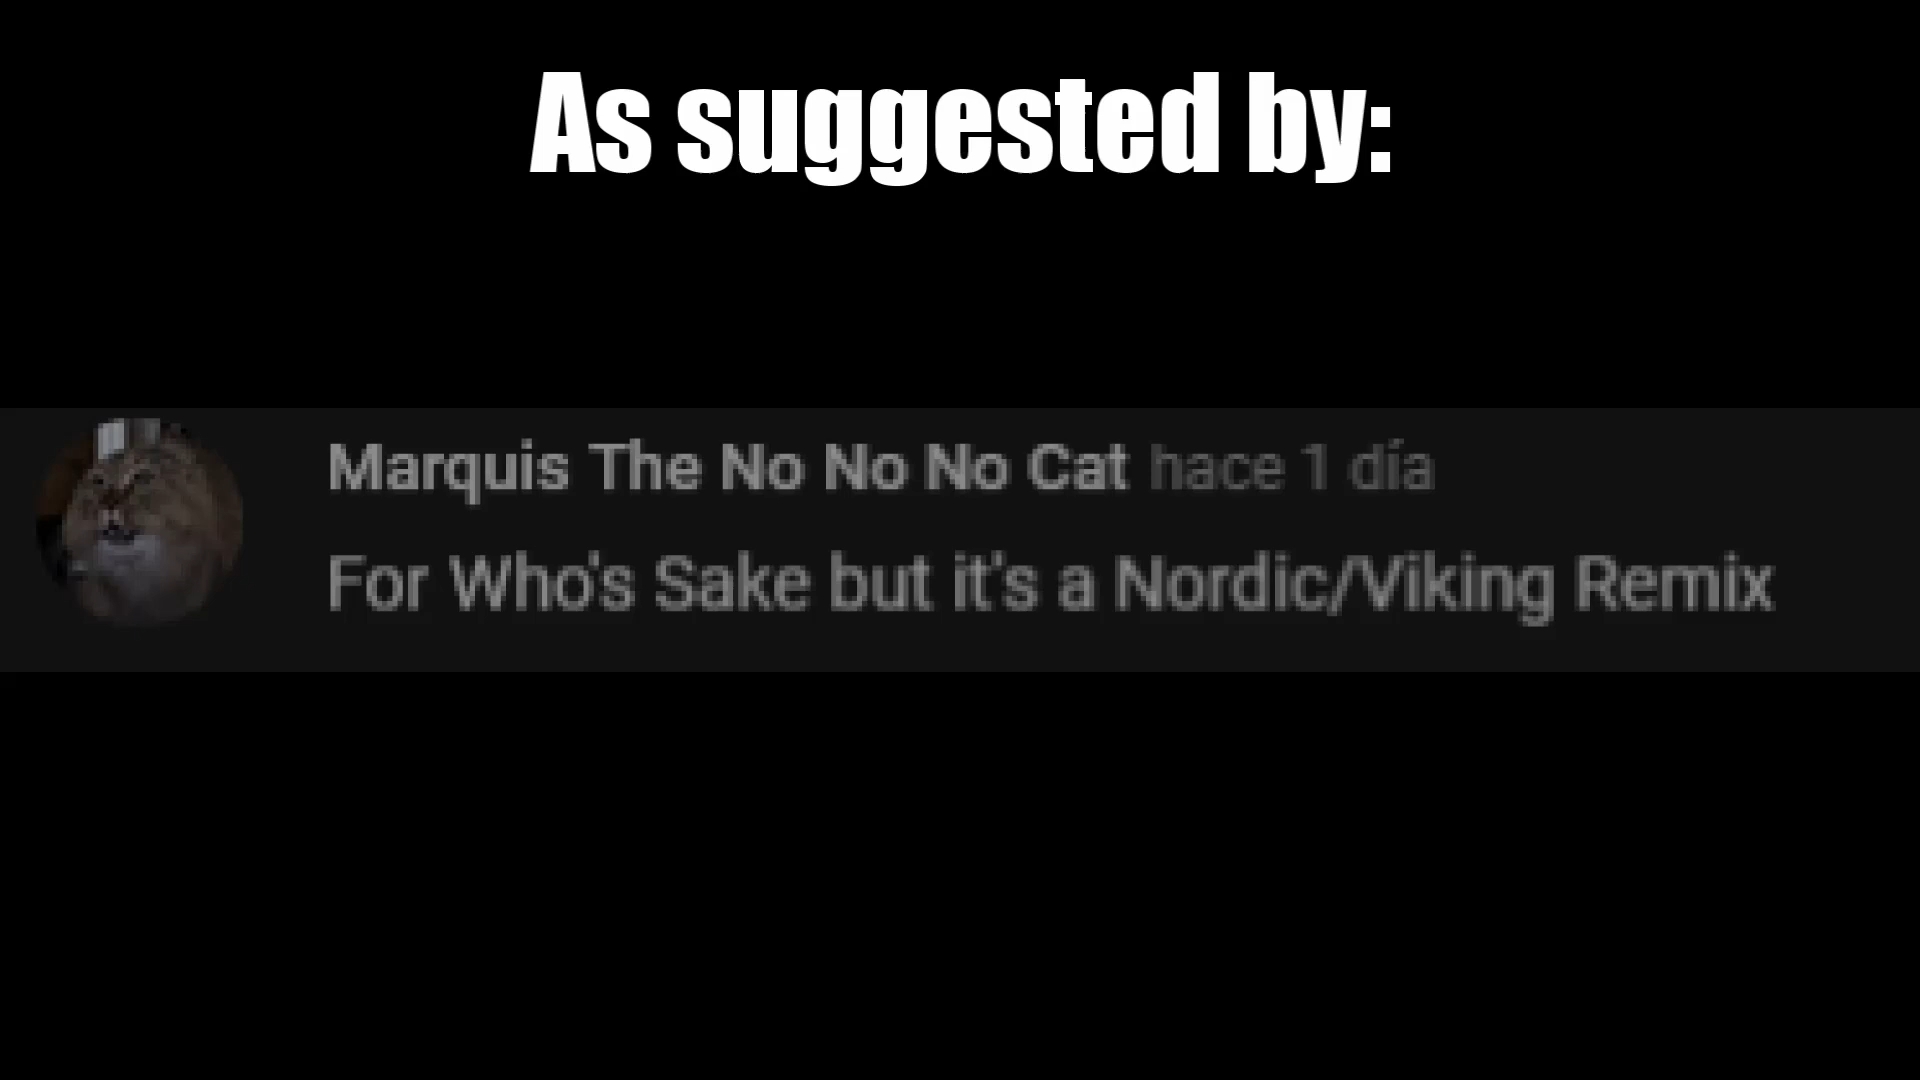 As suggested by:
Marquis The No No No Cat hace 1 día
For Who's Sake but it's a Nordic/Viking Remix